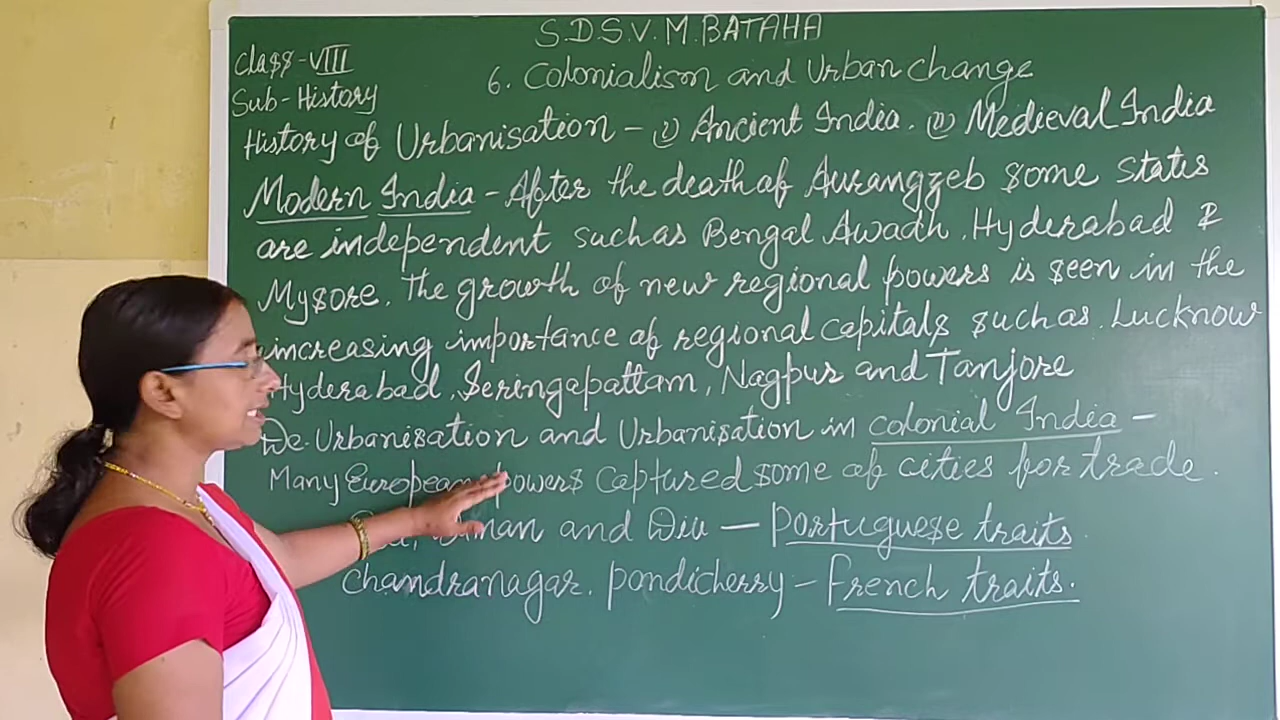 S.D.S.V.M.BATAHA
Class-VIII
Sub-History
6. Colonialism and Urban change
History of Urbanisation - (i) Ancient India. (ii) Medieval India
Modern India - After the death of Aurangzeb some states
are independent such as Bengal Awadh, Hyderabad &
Mysore. The growth of new regional powers is seen in the
increasing importance of regional capitals such as. Lucknow
Hyderabad, Seringapattam, Nagpur and Tanjore
De-Urbanisation and Urbanisation in colonial India -
Many European powers captured some of cities for trade.
and Diu - Portuguese traits.
Chandranagar. pondicherry - French traits.